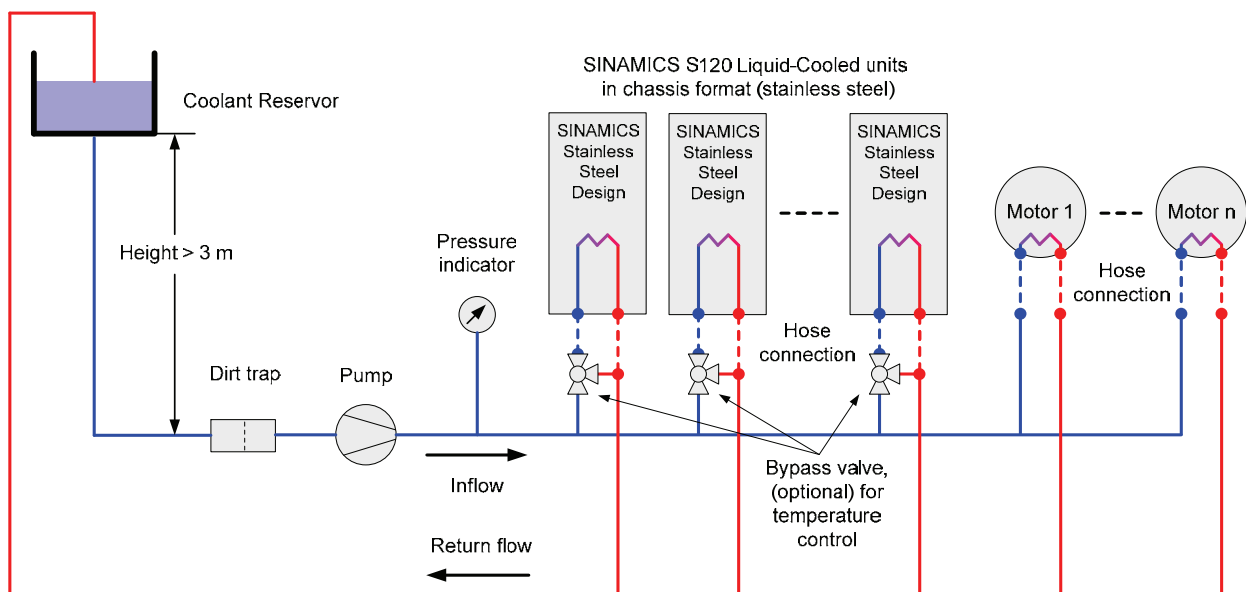 SINAMICS S120 Liquid-Cooled units
in chassis format (stainless steel)
Coolant Reservor
SINAMICS
Stainless
Steel
Design
SINAMICS
Stainless
Steel
Design
SINAMICS
Stainless
Steel
Design
Motor 1
Motor n
Height > 3 m
Pressure
indicator
Hose
connection
Hose
connection
Dirt trap
Pump
Inflow
Bypass valve,
(optional) for
temperature
control
Return flow